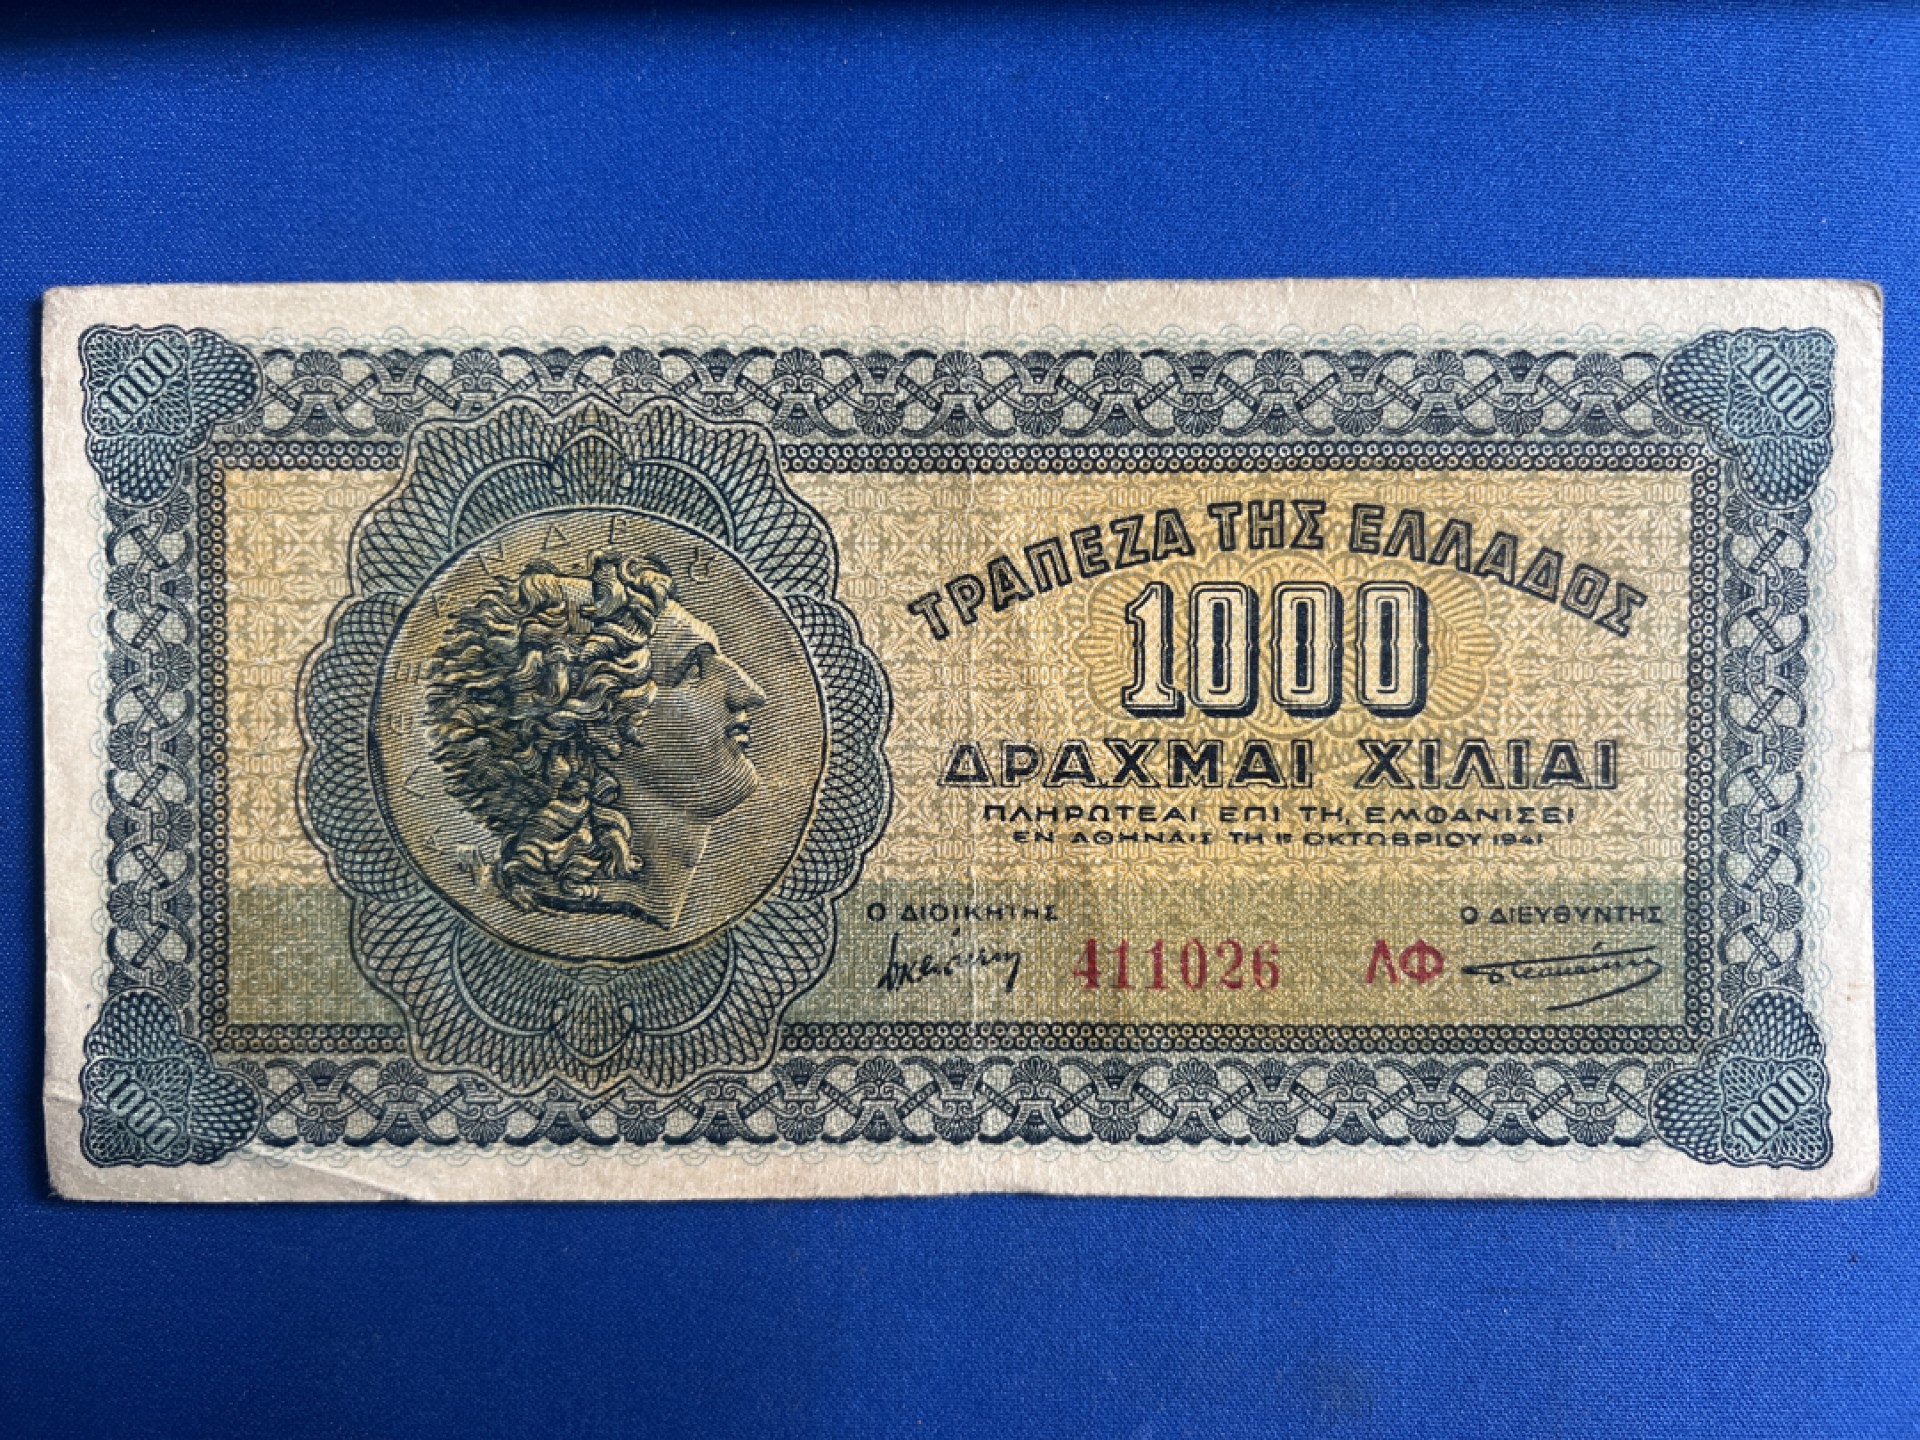 1000 1000
ΤΡΑΠΕΖΑ ΤΗΣ ΕΛΛΑΔΟΣ
1000
ΔΡΑΧΜΑΙ ΧΙΛΙΑΙ
ΠΛΗΡΩΤΕΑΙ ΕΠΙ ΤΗ, ΕΜΦΑΝΙΣΕΙ
ΕΝ ΑΘΗΝΑΙΣ ΤΗ 1ΗΙ ΟΚΤΩΒΡΙΟΥ 1941
Ο ΔΙΟΙΚΗΤΗΣ
Ο ΔΙΕΥΘΥΝΤΗΣ
411026 ΛΦ
1000 1000